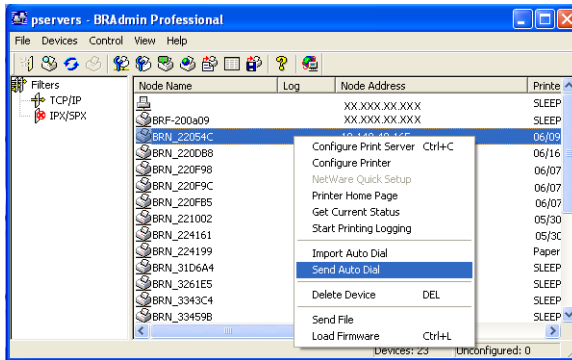 pservers - BRAdmin Professional
File Devices Control View Help
Filters
TCP/IP
IPX/SPX
Node Name Log Node Address Printe
XX.XXX.XX.XXX SLEEP
BRF-200a09 XX.XXX.XX.XXX SLEEP
BRN_22054C 06/09
BRN_220DB8 06/16
BRN_220F98 06/07
BRN_220F9C 06/07
BRN_220FB5 06/07
BRN_221002 05/30
BRN_224161 05/30
BRN_224199 Paper
BRN_31D6A4 SLEEP
BRN_3261E5 SLEEP
BRN_3343C4 SLEEP
BRN_33459B SLEEP
Configure Print Server Ctrl+C
Configure Printer
NetWare Quick Setup
Printer Home Page
Get Current Status
Start Printing Logging
Import Auto Dial
Send Auto Dial
Delete Device DEL
Send File
Load Firmware Ctrl+L
Devices: 23 Unconfigured: 0